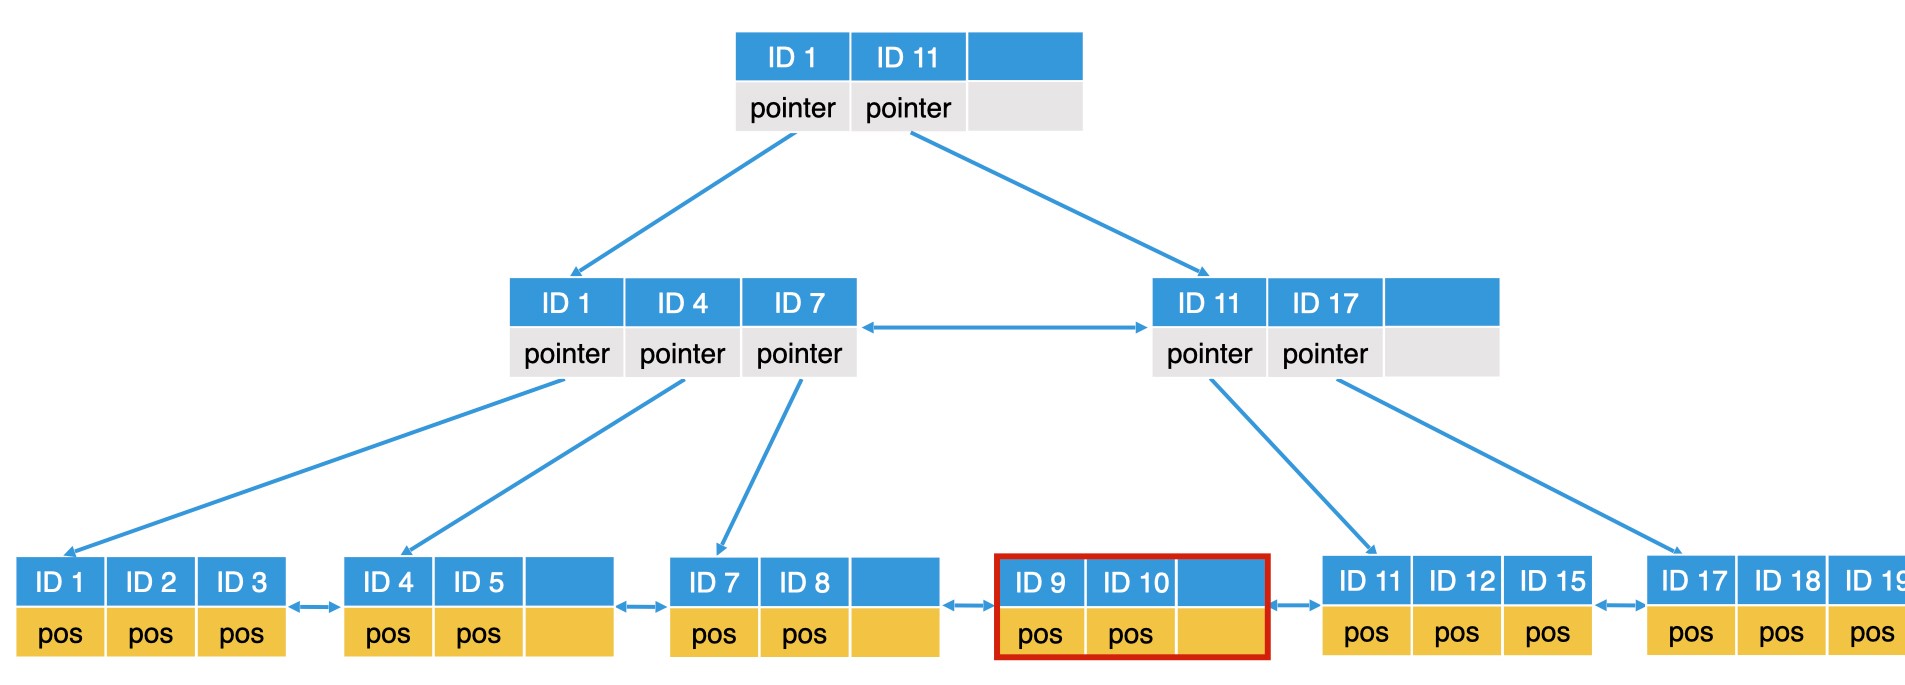 ID 1 ID 11
pointer pointer
ID 1 ID 4 ID 7 ID 11 ID 17
pointer pointer pointer pointer pointer
ID 1 ID 2 ID 3 ID 4 ID 5 ID 7 ID 8 ID 9 ID 10 ID 11 ID 12 ID 15 ID 17 ID 18 ID 19
pos pos pos pos pos pos pos pos pos pos pos pos pos pos pos